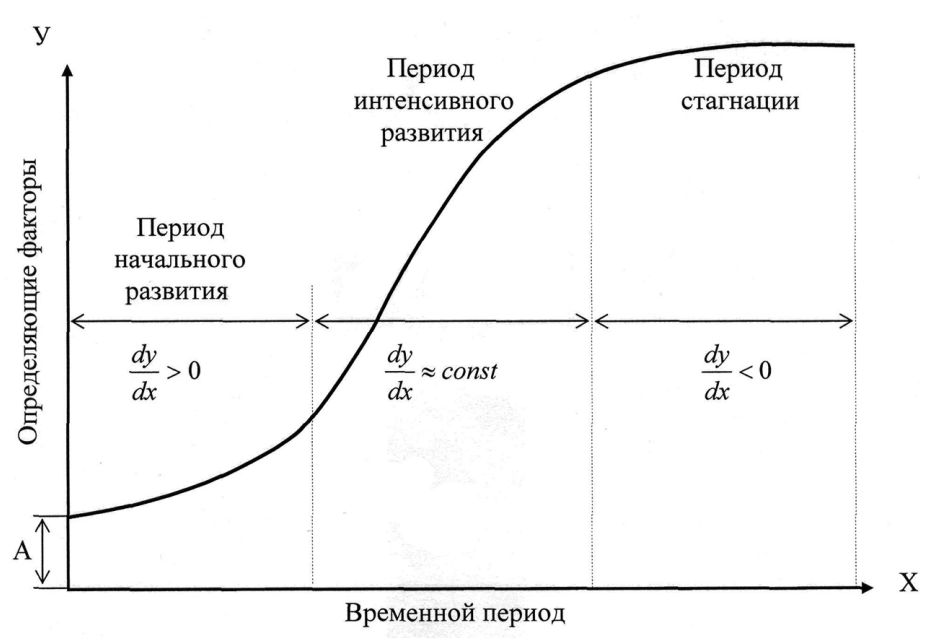 У
Период
интенсивного
развития
Период
стагнации
Определяющие факторы
Период
начального
развития
dy/dx > 0
dy/dx ≈ const
dy/dx < 0
А
Х
Временной период